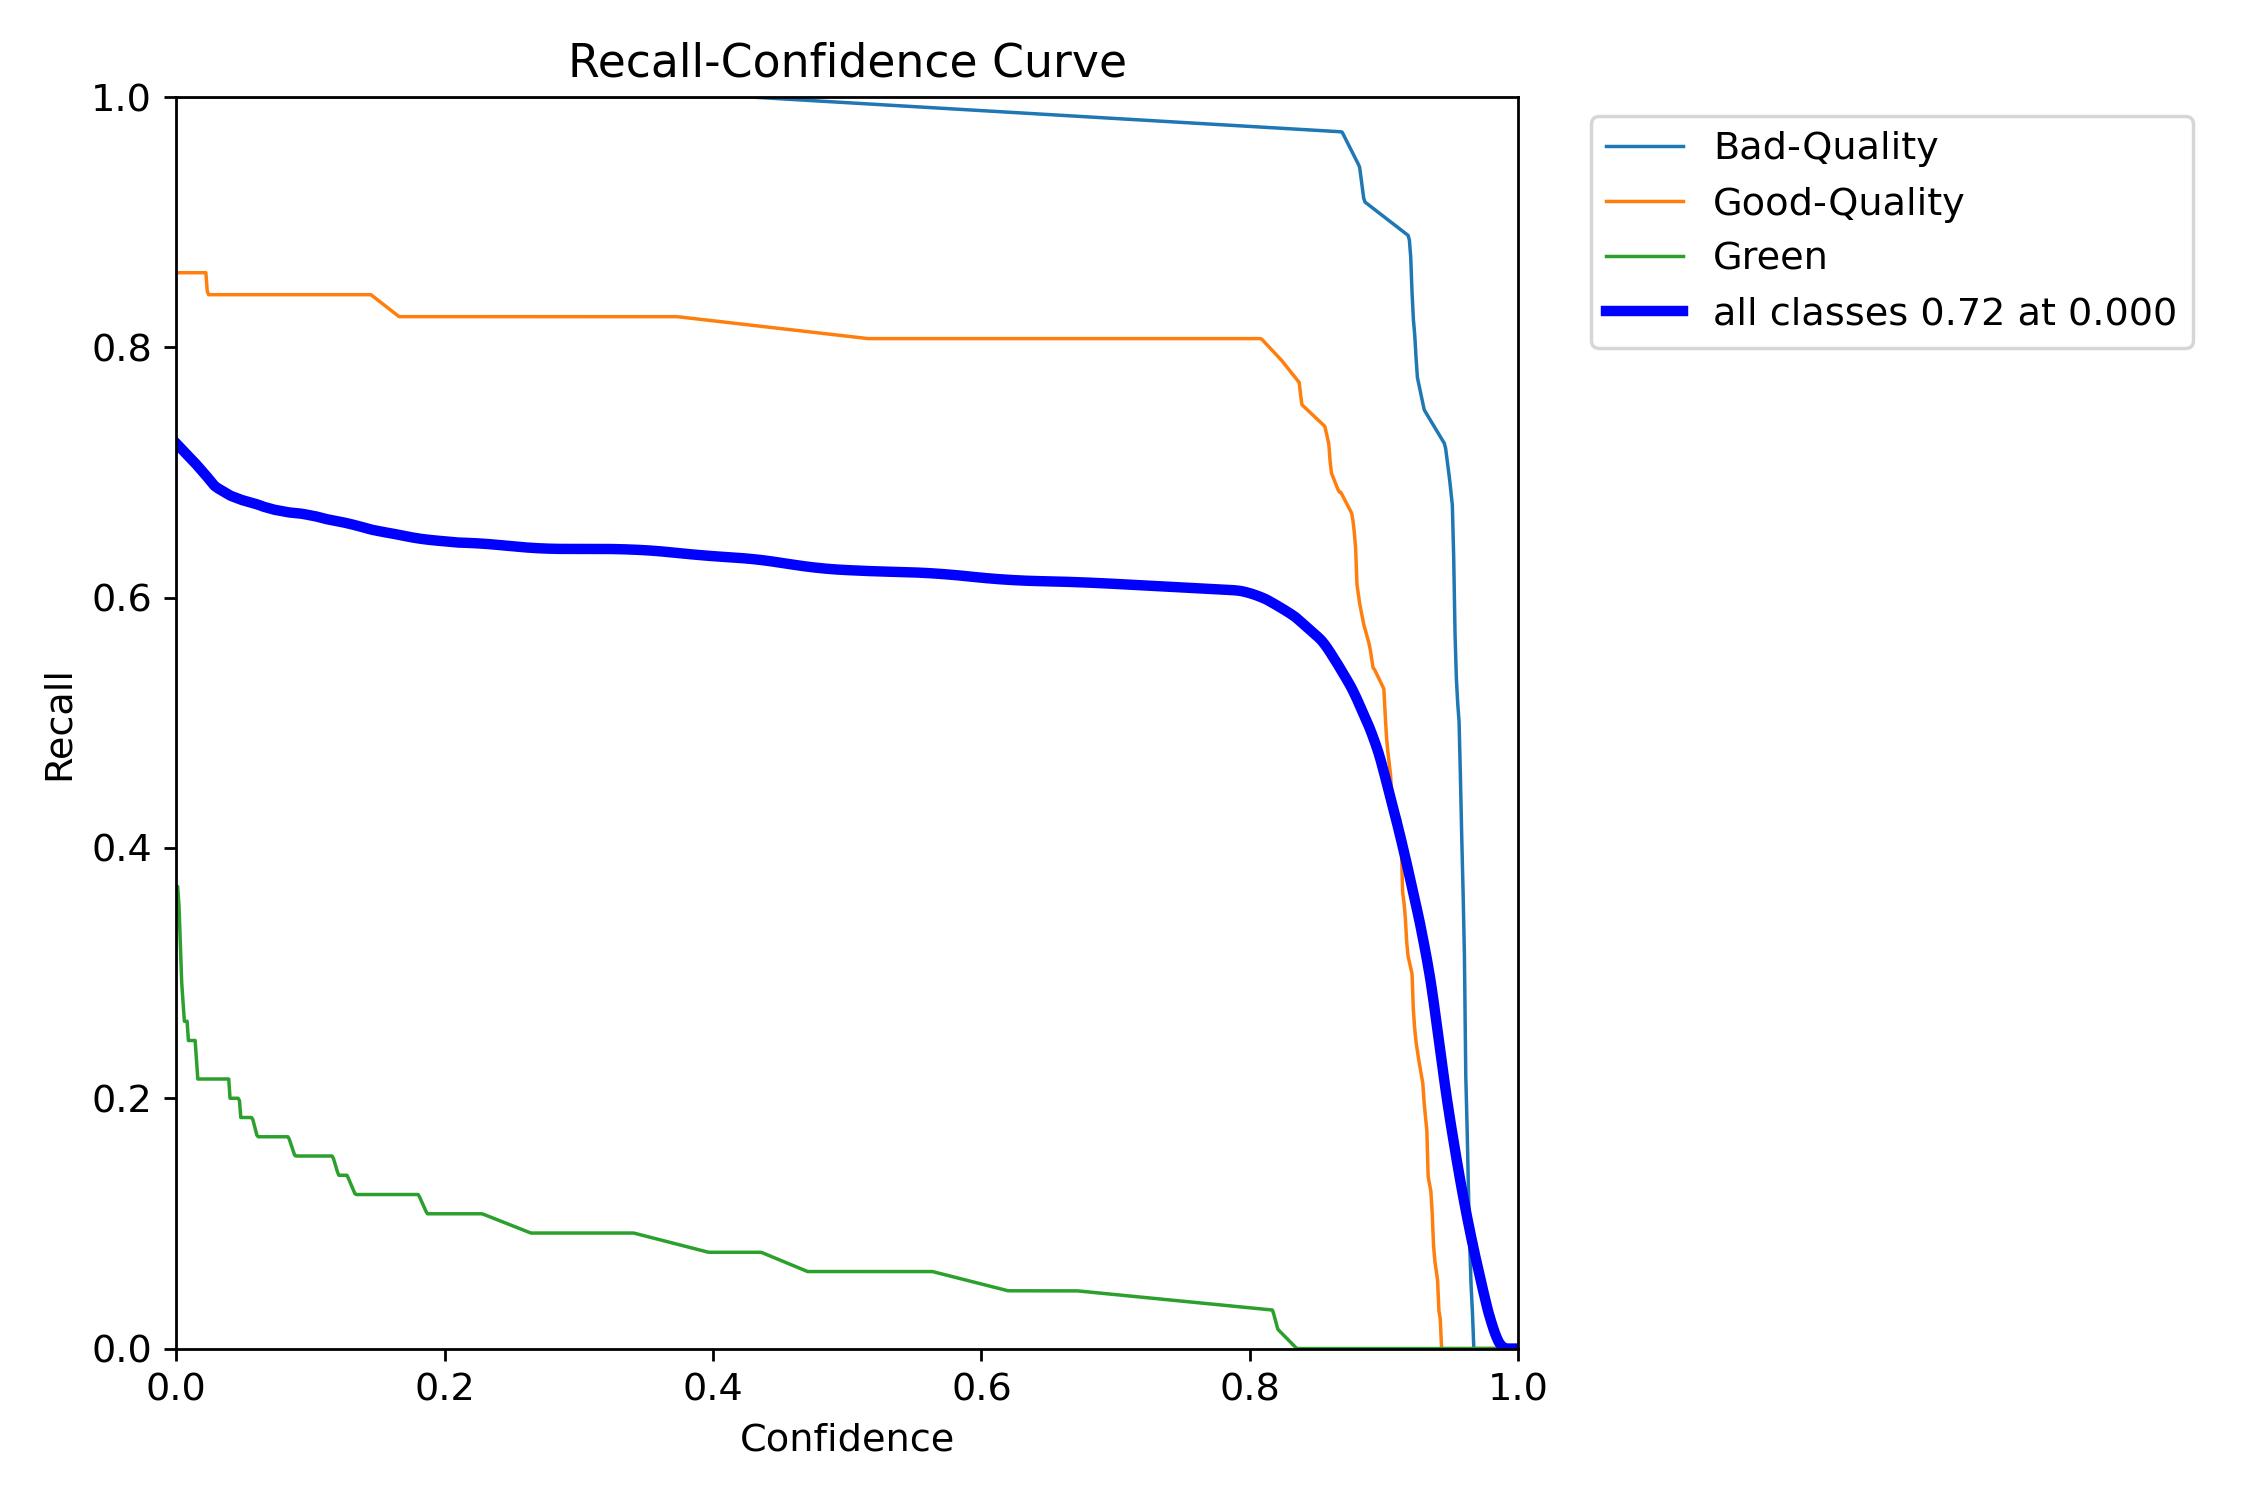 Recall-Confidence Curve
1.0
0.8
0.6
0.4
0.2
0.0
Recall
0.0 0.2 0.4 0.6 0.8 1.0
Confidence
Bad-Quality
Good-Quality
Green
all classes 0.72 at 0.000